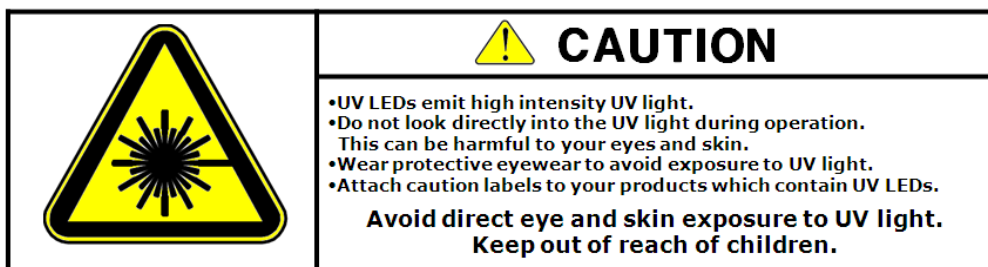 CAUTION
•UV LEDs emit high intensity UV light.
•Do not look directly into the UV light during operation.
This can be harmful to your eyes and skin.
•Wear protective eyewear to avoid exposure to UV light.
•Attach caution labels to your products which contain UV LEDs.
Avoid direct eye and skin exposure to UV light.
Keep out of reach of children.